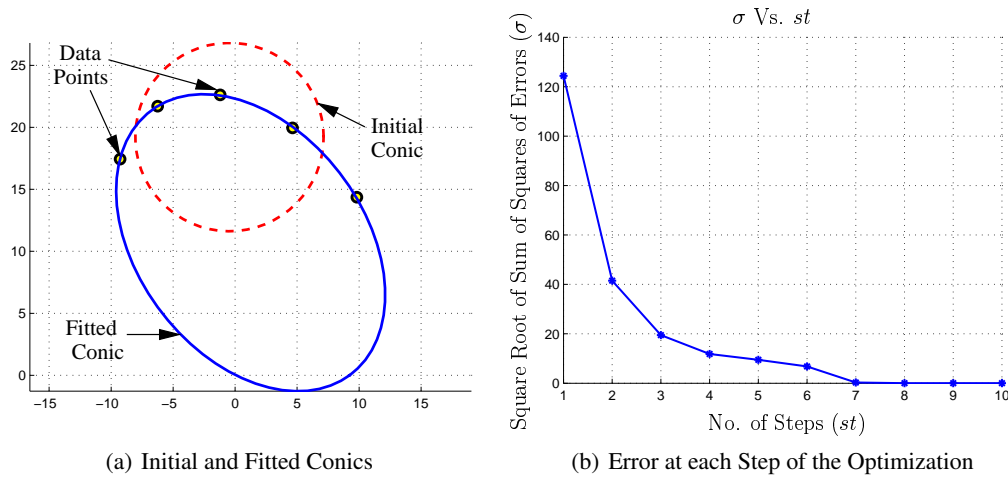 Data
Points
Initial
Conic
Fitted
Conic
25
20
15
10
5
0
−15 −10 −5 0 5 10 15
(a) Initial and Fitted Conics
σ Vs. st
Square Root of Sum of Squares of Errors (σ)
140
120
100
80
60
40
20
0
1 2 3 4 5 6 7 8 9 10
No. of Steps (st)
(b) Error at each Step of the Optimization